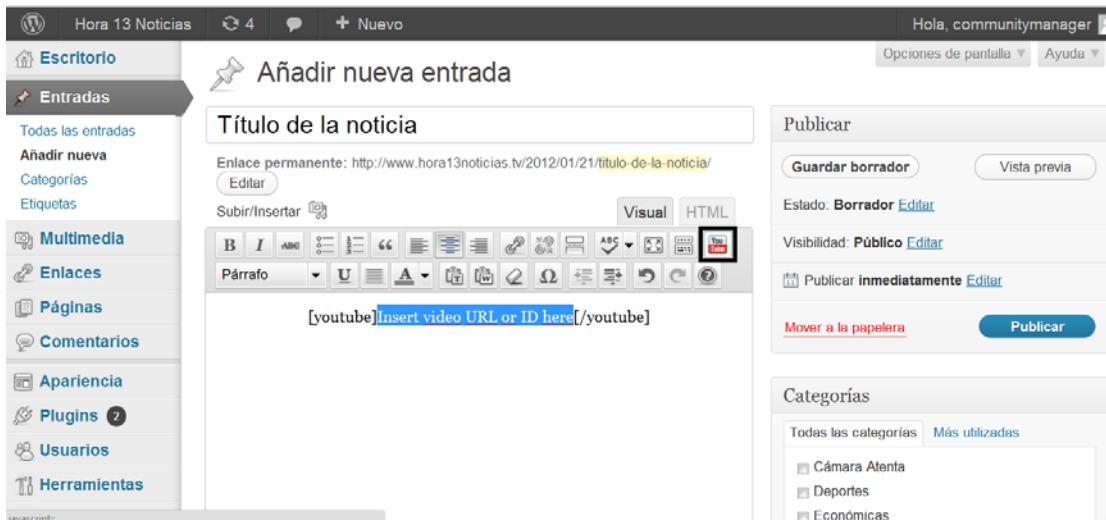 Hora 13 Noticias 4 + Nuevo Hola, communitymanager
Opciones de pantalla Ayuda
Escritorio
Entradas
Todas las entradas
Añadir nueva
Categorías
Etiquetas
Multimedia
Enlaces
Páginas
Comentarios
Apariencia
Plugins 2
Usuarios
Herramientas
Añadir nueva entrada
Título de la noticia
Enlace permanente: http://www.hora13noticias.tv/2012/01/21/titulo-de-la-noticia/
Editar
Subir/Insertar Visual HTML
B I ABC ABC You Tube
Párrafo U A T W Ω
[youtube]Insert video URL or ID here[/youtube]
Publicar
Guardar borrador Vista previa
Estado: Borrador Editar
Visibilidad: Público Editar
Publicar inmediatamente Editar
Mover a la papelera Publicar
Categorías
Todas las categorías Más utilizadas
Cámara Atenta
Deportes
Económicas